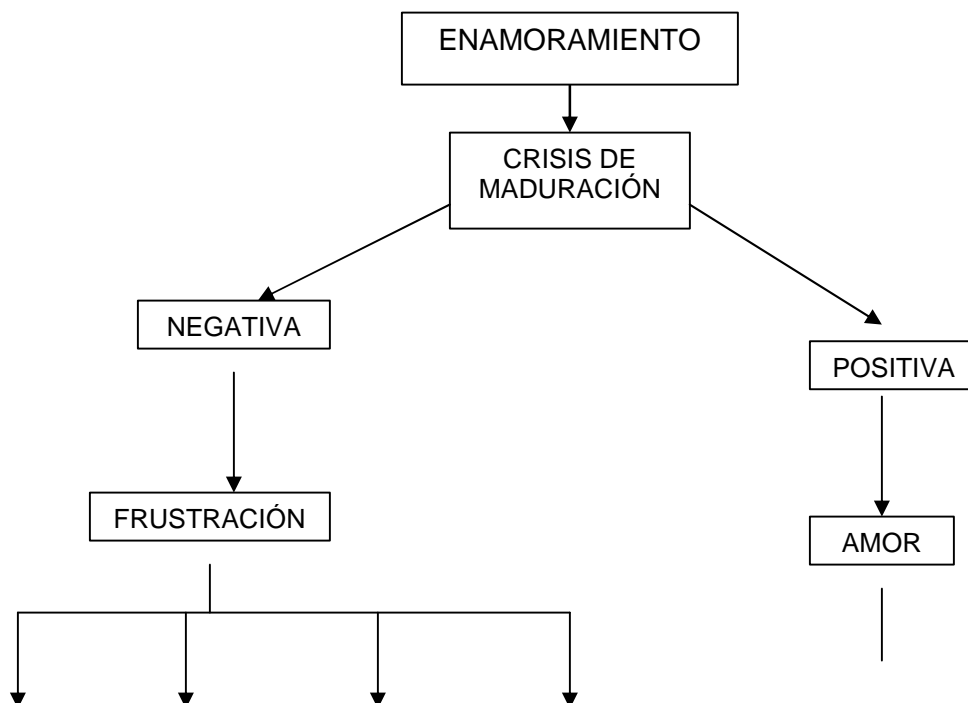 ENAMORAMIENTO
CRISIS DE
MADURACIÓN
NEGATIVA
POSITIVA
FRUSTRACIÓN
AMOR